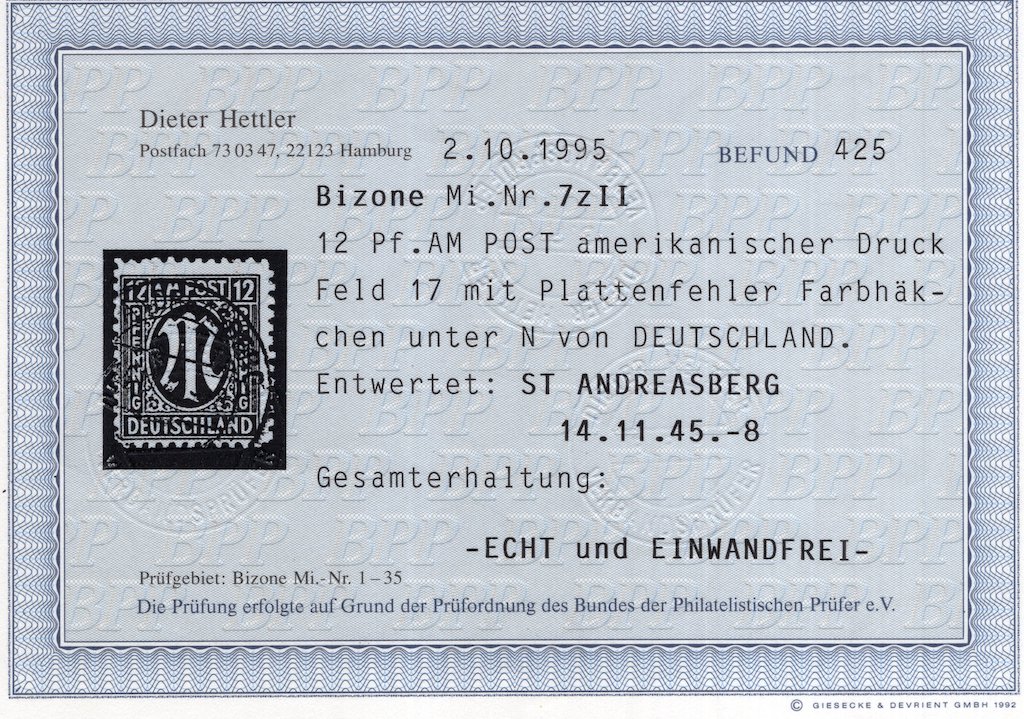 Dieter Hettler
Postfach 73 03 47, 22123 Hamburg
2.10.1995
BEFUND 425
Bizone Mi.Nr.7zII
12 Pf.AM POST amerikanischer Druck
Feld 17 mit Plattenfehler Farbhäk-
chen unter N von DEUTSCHLAND.
Entwertet: ST ANDREASBERG
14.11.45.-8
Gesamterhaltung:
-ECHT und EINWANDFREI-
12 AM POST 12
PFENNIG
DEUTSCHLAND
Prüfgebiet: Bizone Mi.-Nr. 1–35
Die Prüfung erfolgte auf Grund der Prüfordnung des Bundes der Philatelistischen Prüfer e.V.
© GIESECKE & DEVRIENT GMBH 1992
BPP
VERBANDSPRÜFER